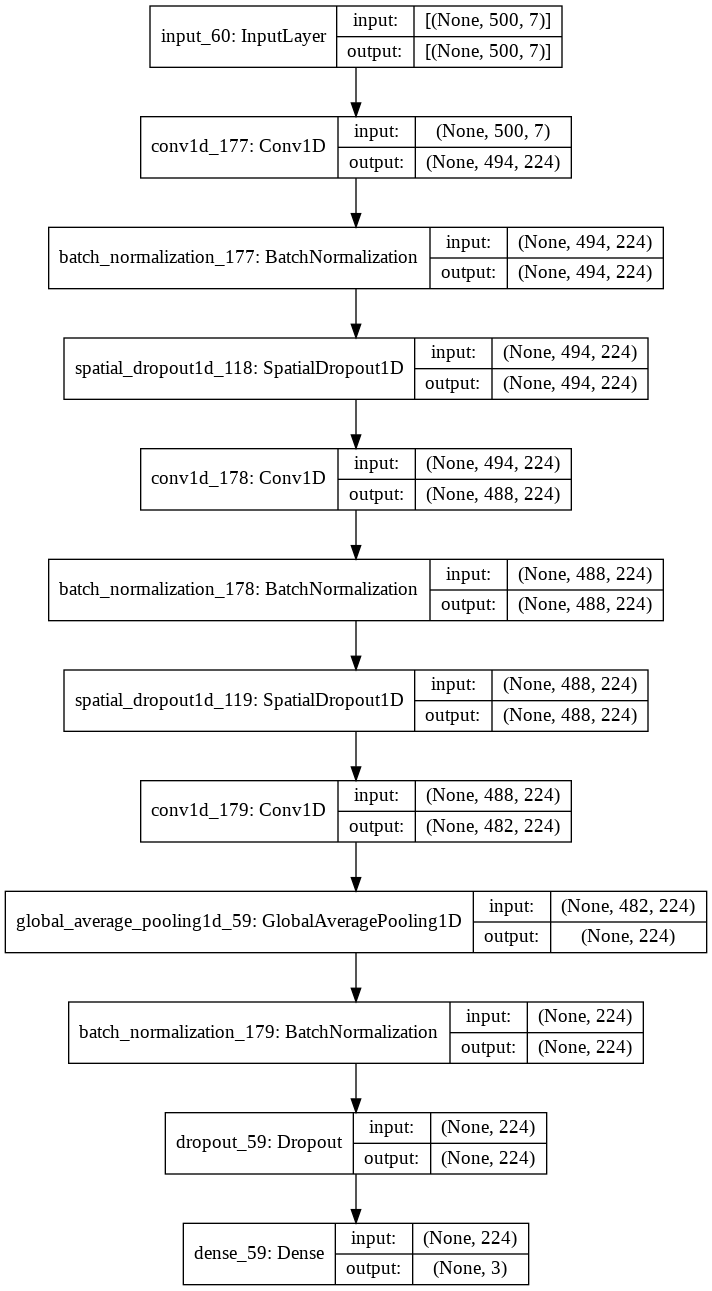 input_60: InputLayer
input: [(None, 500, 7)]
output: [(None, 500, 7)]
conv1d_177: Conv1D
input: (None, 500, 7)
output: (None, 494, 224)
batch_normalization_177: BatchNormalization
input: (None, 494, 224)
output: (None, 494, 224)
spatial_dropout1d_118: SpatialDropout1D
input: (None, 494, 224)
output: (None, 494, 224)
conv1d_178: Conv1D
input: (None, 494, 224)
output: (None, 488, 224)
batch_normalization_178: BatchNormalization
input: (None, 488, 224)
output: (None, 488, 224)
spatial_dropout1d_119: SpatialDropout1D
input: (None, 488, 224)
output: (None, 488, 224)
conv1d_179: Conv1D
input: (None, 488, 224)
output: (None, 482, 224)
global_average_pooling1d_59: GlobalAveragePooling1D
input: (None, 482, 224)
output: (None, 224)
batch_normalization_179: BatchNormalization
input: (None, 224)
output: (None, 224)
dropout_59: Dropout
input: (None, 224)
output: (None, 224)
dense_59: Dense
input: (None, 224)
output: (None, 3)